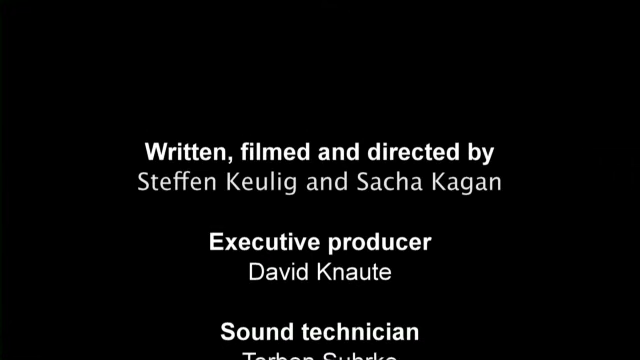 Written, filmed and directed by
Steffen Keulig and Sacha Kagan
Executive producer
David Knaute
Sound technician